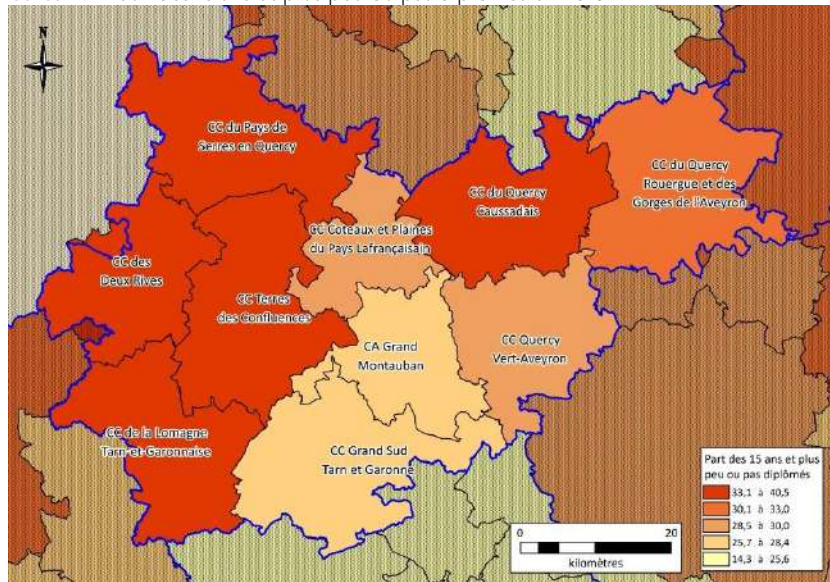 N
CC du Pays de
Serres en Quercy
CC du Quercy
Caussadais
CC du Quercy
Rouergue et des
Gorges de l'Aveyron
CC Coteaux et Plaines
du Pays Lafrançaisain
CC des
Deux Rives
CC Terres
des Confluences
CA Grand
Montauban
CC Quercy
Vert-Aveyron
CC de la Lomagne
Tarn-et-Garonnaise
CC Grand Sud
Tarn et Garonne
Part des 15 ans et plus
peu ou pas diplômés
33,1 à 40,5
30,1 à 33,0
28,5 à 30,0
25,7 à 28,4
14,3 à 25,6
0 20
kilomètres